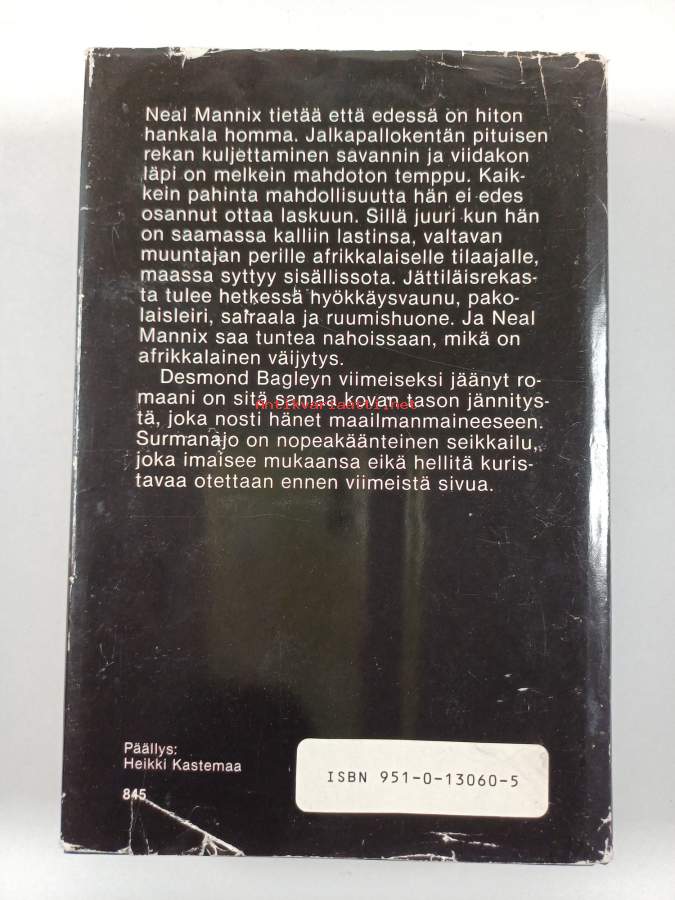 Neal Mannix tietää että edessä on hiton
hankala homma. Jalkapallokentän pituisen
rekan kuljettaminen savannin ja viidakon
läpi on melkein mahdoton temppu. Kaik-
kein pahinta mahdollisuutta hän ei edes
osannut ottaa laskuun. Sillä juuri kun hän
on saamassa kalliin lastinsa, valtavan
muuntajan perille afrikkalaiselle tilaajalle,
maassa syttyy sisällissota. Jättiläisrekas-
ta tulee hetkessä hyökkäysvaunu, pako-
laisleiri, sairaala ja ruumishuone. Ja Neal
Mannix saa tuntea nahoissaan, mikä on
afrikkalainen väijytys.
Desmond Bagleyn viimeiseksi jäänyt ro-
maani on sitä samaa kovan tason jännitys-
Antikvariaatti.net
tä, joka nosti hänet maailmanmaineeseen.
Surmanajo on nopeakäänteinen seikkailu,
joka imaisee mukaansa eikä hellitä kuris-
tavaa otettaan ennen viimeistä sivua.
Päällys:
Heikki Kastemaa
845
ISBN 951-0-13060-5